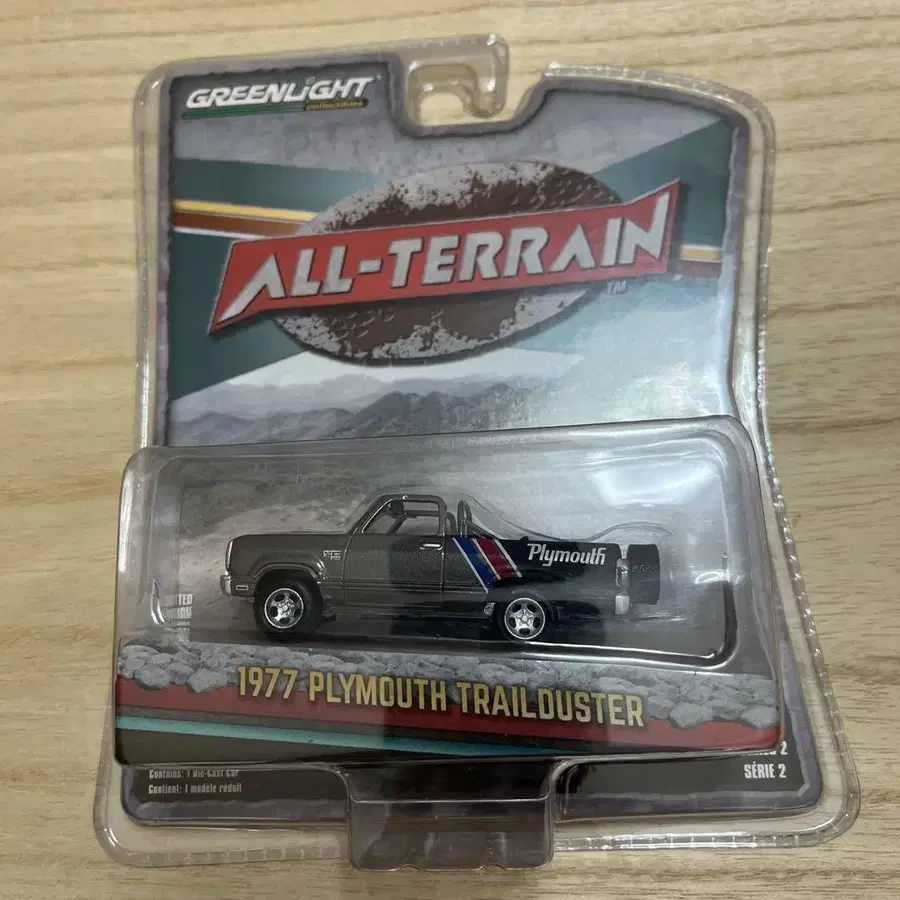 GREENLiGHT
collectibles
ALL-TERRAIN
TM
Plymouth
1977 PLYMOUTH TRAILDUSTER
Contains: 1 Die-Cast Car
Contient: 1 modèle réduit
SÉRIE 2